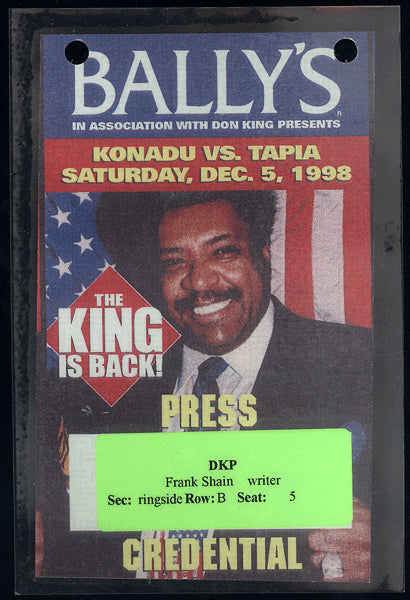 BALLY'S
IN ASSOCIATION WITH DON KING PRESENTS
KONADU VS. TAPIA
SATURDAY, DEC. 5, 1998
THE
KING
IS BACK!
PRESS
DKP
Frank Shain writer
Sec: ringside Row: B Seat: 5
CREDENTIAL